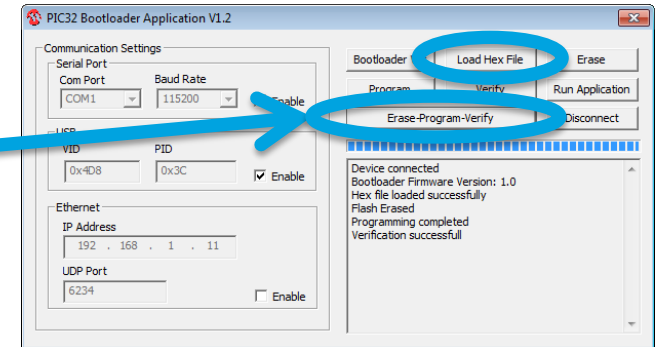 PIC32 Bootloader Application V1.2
Communication Settings
Serial Port
Com Port Baud Rate
COM1 115200 Enable
USB
VID PID
0x4D8 0x3C Enable
Ethernet
IP Address
192 . 168 . 1 . 11
UDP Port
6234 Enable
Bootloader Load Hex File Erase
Program Verify Run Application
Erase-Program-Verify Disconnect
Device connected
Bootloader Firmware Version: 1.0
Hex file loaded successfully
Flash Erased
Programming completed
Verification successfull